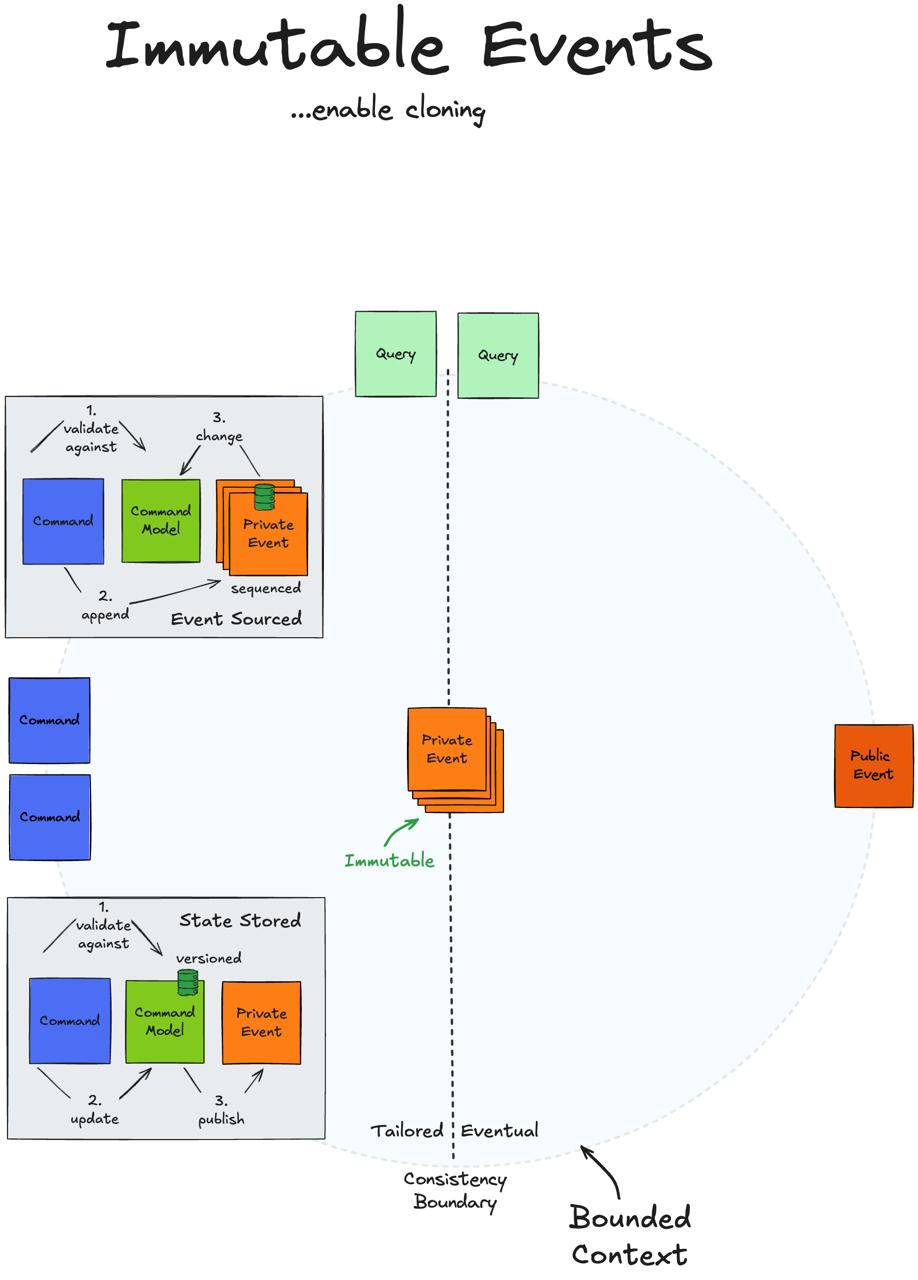 Immutable Events
...enable cloning
Query
Query
1.
validate
against
3.
change
Command
Command
Model
Private
Event
sequenced
2.
append
Event Sourced
Command
Command
Private
Event
Immutable
Public
Event
1.
validate
against
State Stored
versioned
Command
Command
Model
Private
Event
2.
update
3.
publish
Tailored
Eventual
Consistency
Boundary
Bounded
Context